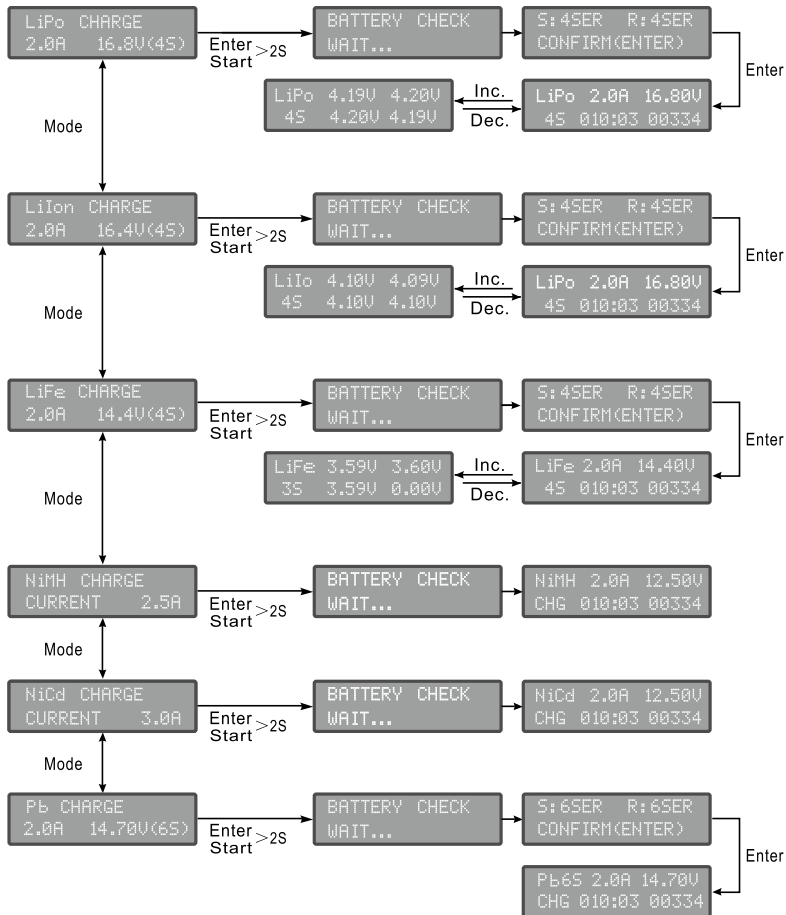 LiPo CHARGE
2.0A 16.8V(4S)
Enter
Start >2S
BATTERY CHECK
WAIT...
S:4SER R:4SER
CONFIRM(ENTER)
Enter
LiPo 4.19V 4.20V
4S 4.20V 4.19V
Inc.
Dec.
LiPo 2.0A 16.80V
4S 010:03 00334
Mode
LiIon CHARGE
2.0A 16.4V(4S)
Enter
Start >2S
BATTERY CHECK
WAIT...
S:4SER R:4SER
CONFIRM(ENTER)
Enter
LiIo 4.10V 4.09V
4S 4.10V 4.10V
Inc.
Dec.
LiPo 2.0A 16.80V
4S 010:03 00334
Mode
LiFe CHARGE
2.0A 14.4V(4S)
Enter
Start >2S
BATTERY CHECK
WAIT...
S:4SER R:4SER
CONFIRM(ENTER)
Enter
LiFe 3.59V 3.60V
3S 3.59V 0.00V
Inc.
Dec.
LiFe 2.0A 14.40V
4S 010:03 00334
Mode
NiMH CHARGE
CURRENT 2.5A
Enter
Start >2S
BATTERY CHECK
WAIT...
NiMH 2.0A 12.50V
CHG 010:03 00334
Mode
NiCd CHARGE
CURRENT 3.0A
Enter
Start >2S
BATTERY CHECK
WAIT...
NiCd 2.0A 12.50V
CHG 010:03 00334
Mode
Pb CHARGE
2.0A 14.70V(6S)
Enter
Start >2S
BATTERY CHECK
WAIT...
S:6SER R:6SER
CONFIRM(ENTER)
Enter
Pb6S 2.0A 14.70V
CHG 010:03 00334